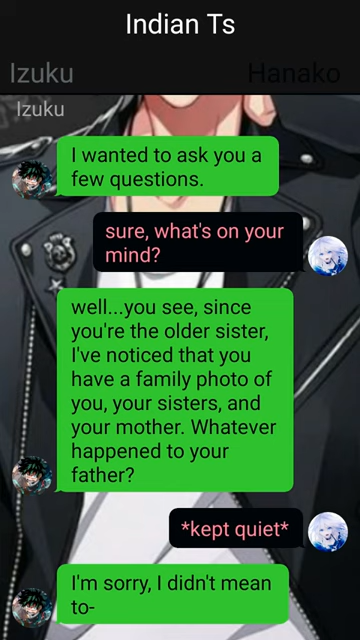 Indian Ts
Izuku
Hanako
Izuku
I wanted to ask you a
few questions.
sure, what's on your
mind?
well...you see, since
you're the older sister,
I've noticed that you
have a family photo of
you, your sisters, and
your mother. Whatever
happened to your
father?
*kept quiet*
I'm sorry, I didn't mean
to-